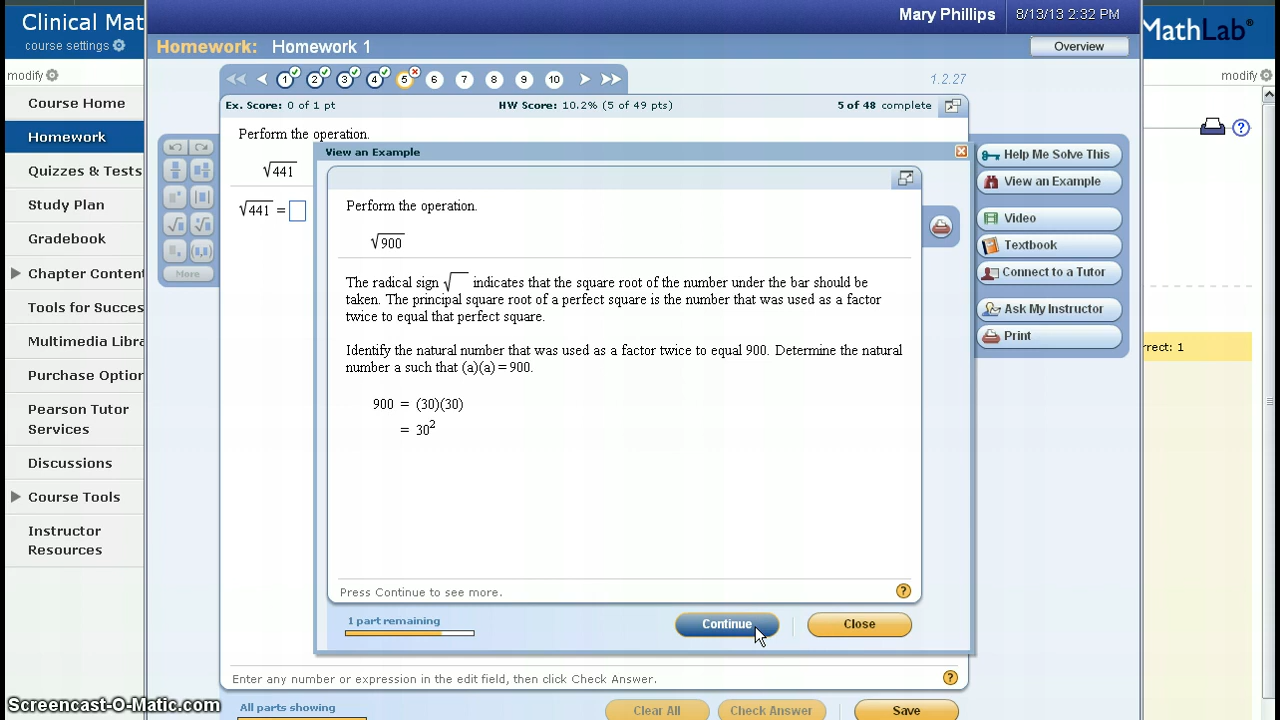 Clinical Mat
course settings
modify
Course Home
Homework
Quizzes & Tests
Study Plan
Gradebook
Chapter Conten
Tools for Succes
Multimedia Libra
Purchase Option
Pearson Tutor
Services
Discussions
Course Tools
Instructor
Resources
Mary Phillips
8/13/13 2:32 PM
Homework: Homework 1
Overview
MathLab®
modify
1 2 3 4 5 6 7 8 9 10
1.2.27
Ex. Score: 0 of 1 pt
HW Score: 10.2% (5 of 49 pts)
5 of 48 complete
Perform the operation.
√441
√441 =
More
View an Example
Perform the operation.
√900
The radical sign √ indicates that the square root of the number under the bar should be
taken. The principal square root of a perfect square is the number that was used as a factor
twice to equal that perfect square.
Identify the natural number that was used as a factor twice to equal 900. Determine the natural
number a such that (a)(a) = 900.
900 = (30)(30)
= 30²
Press Continue to see more.
?
1 part remaining
Continue
Close
Help Me Solve This
View an Example
Video
Textbook
Connect to a Tutor
Ask My Instructor
Print
?
rrect: 1
Enter any number or expression in the edit field, then click Check Answer.
?
All parts showing
Clear All
Check Answer
Save
Screencast-O-Matic.com